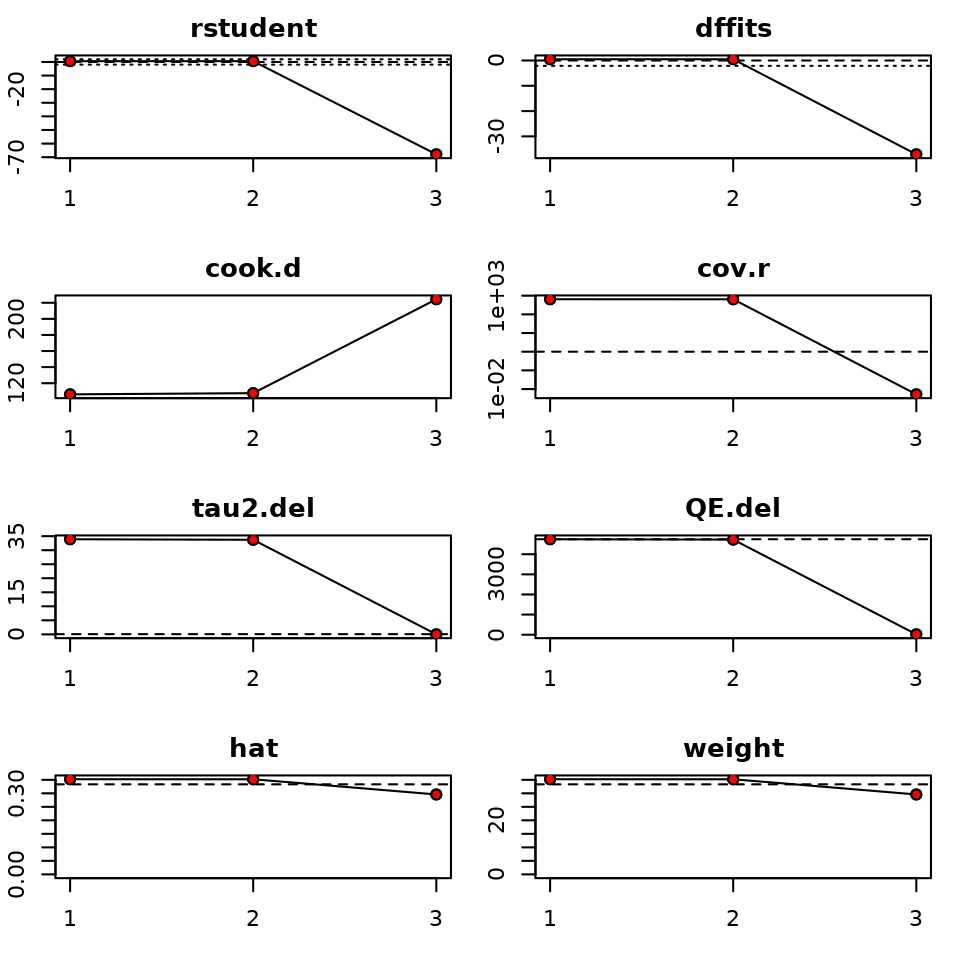 rstudent
-20
-70
1 2 3
dffits
0
-30
1 2 3
cook.d
200
120
1 2 3
cov.r
1e+03
1e-02
1 2 3
tau2.del
35
15
0
1 2 3
QE.del
3000
0
1 2 3
hat
0.30
0.00
1 2 3
weight
20
0
1 2 3